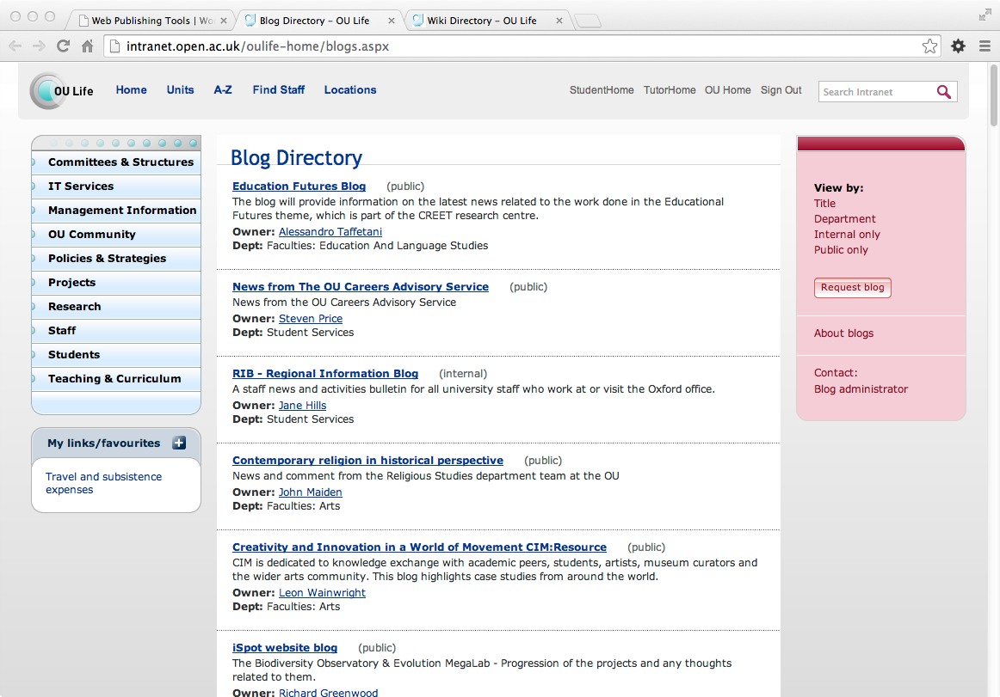 Web Publishing Tools | Wo
Blog Directory – OU Life
Wiki Directory – OU Life
intranet.open.ac.uk/oulife-home/blogs.aspx
OU Life
Home
Units
A-Z
Find Staff
Locations
StudentHome
TutorHome
OU Home
Sign Out
Search Intranet
Committees & Structures
IT Services
Management Information
OU Community
Policies & Strategies
Projects
Research
Staff
Students
Teaching & Curriculum
My links/favourites
Travel and subsistence
expenses
Blog Directory
Education Futures Blog (public)
The blog will provide information on the latest news related to the work done in the Educational
Futures theme, which is part of the CREET research centre.
Owner: Alessandro Taffetani
Dept: Faculties: Education And Language Studies
News from The OU Careers Advisory Service (public)
News from the OU Careers Advisory Service
Owner: Steven Price
Dept: Student Services
RIB - Regional Information Blog (internal)
A staff news and activities bulletin for all university staff who work at or visit the Oxford office.
Owner: Jane Hills
Dept: Student Services
Contemporary religion in historical perspective (public)
News and comment from the Religious Studies department team at the OU
Owner: John Maiden
Dept: Faculties: Arts
Creativity and Innovation in a World of Movement CIM:Resource (public)
CIM is dedicated to knowledge exchange with academic peers, students, artists, museum curators and
the wider arts community. This blog highlights case studies from around the world.
Owner: Leon Wainwright
Dept: Faculties: Arts
iSpot website blog (public)
The Biodiversity Observatory & Evolution MegaLab - Progression of the projects and any thoughts
related to them.
Owner: Richard Greenwood
View by:
Title
Department
Internal only
Public only
Request blog
About blogs
Contact:
Blog administrator